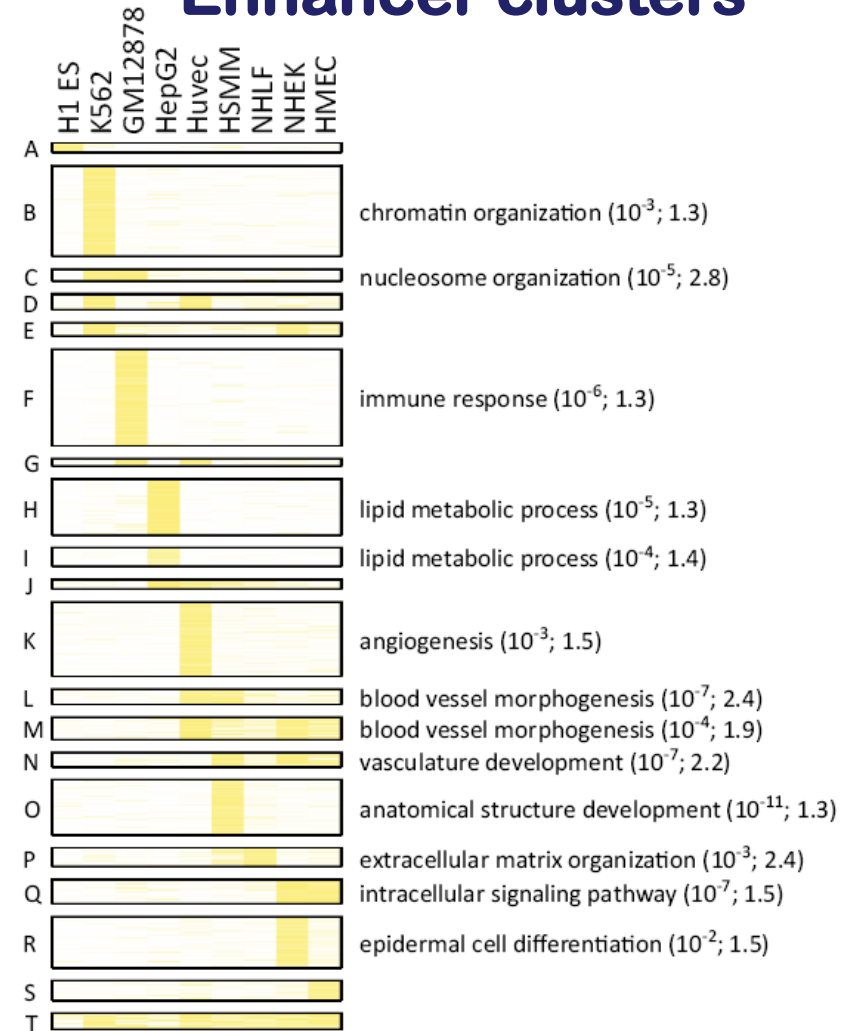 Enhancer clusters
H1 ES K562 GM12878 HepG2 Huvec HSMM NHLF NHEK HMEC
A
B chromatin organization (10⁻³; 1.3)
C nucleosome organization (10⁻⁵; 2.8)
D
E
F immune response (10⁻⁶; 1.3)
G
H lipid metabolic process (10⁻⁵; 1.3)
I lipid metabolic process (10⁻⁴; 1.4)
J
K angiogenesis (10⁻³; 1.5)
L blood vessel morphogenesis (10⁻⁷; 2.4)
M blood vessel morphogenesis (10⁻⁴; 1.9)
N vasculature development (10⁻⁷; 2.2)
O anatomical structure development (10⁻¹¹; 1.3)
P extracellular matrix organization (10⁻³; 2.4)
Q intracellular signaling pathway (10⁻⁷; 1.5)
R epidermal cell differentiation (10⁻²; 1.5)
S
T